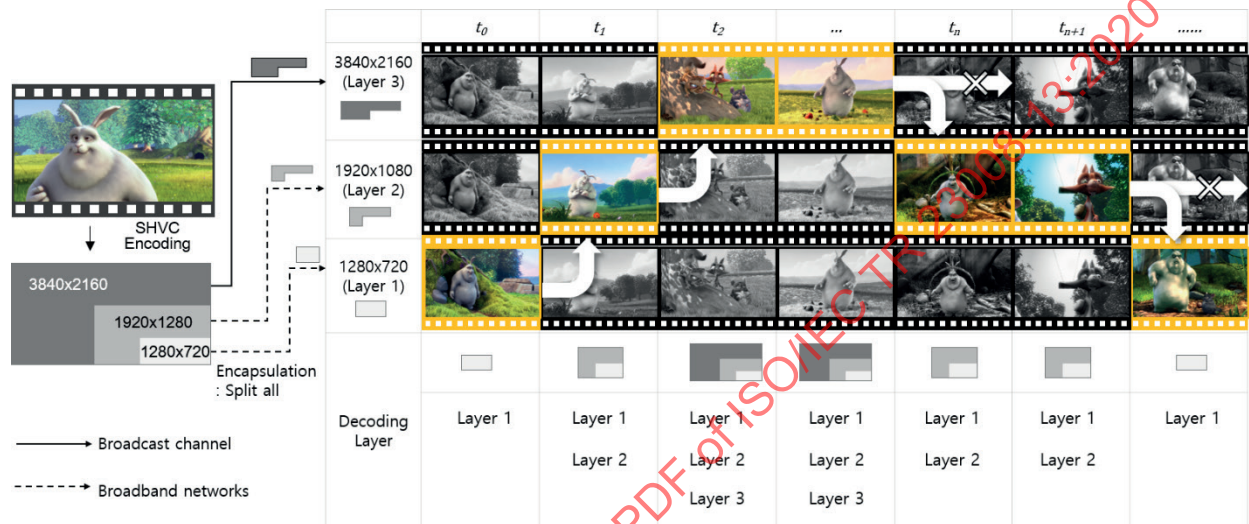 t0 t1 t2 ... tn tn+1 ......
3840x2160
(Layer 3)
1920x1080
(Layer 2)
1280x720
(Layer 1)
SHVC
Encoding
3840x2160
1920x1280
1280x720
Encapsulation
: Split all
Broadcast channel
Broadband networks
Decoding
Layer
Layer 1 Layer 1 Layer 1 Layer 1 Layer 1 Layer 1 Layer 1
Layer 2 Layer 2 Layer 2 Layer 2 Layer 2
Layer 3 Layer 3
PDF of ISO/IEC TR 23008-13:2020